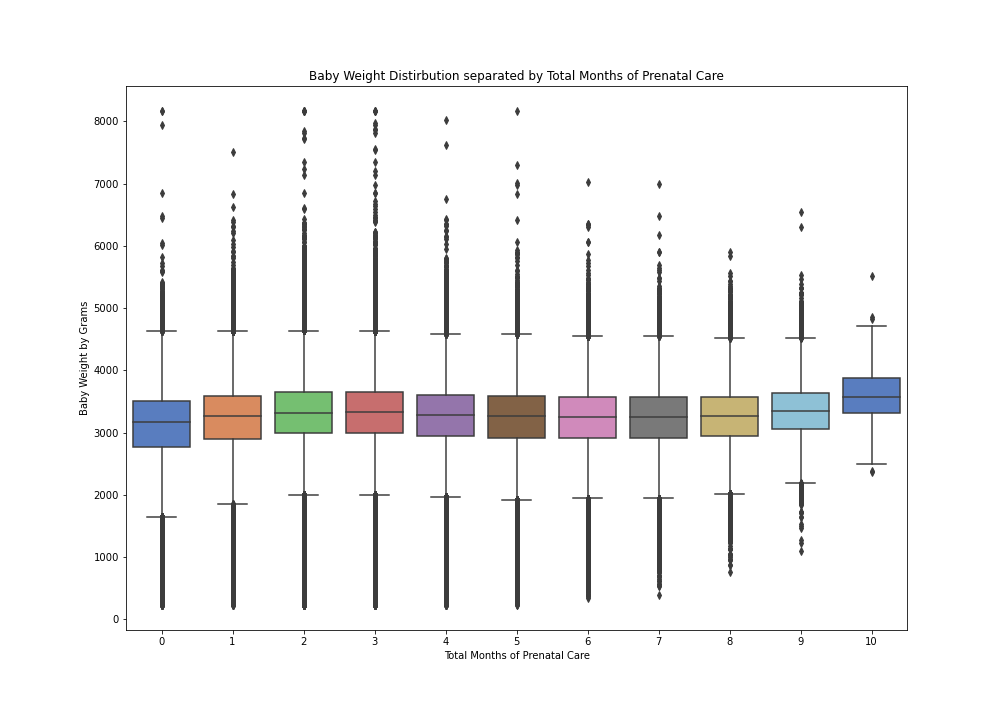 Baby Weight Distirbution separated by Total Months of Prenatal Care
Baby Weight by Grams
8000
7000
6000
5000
4000
3000
2000
1000
0
0 1 2 3 4 5 6 7 8 9 10
Total Months of Prenatal Care